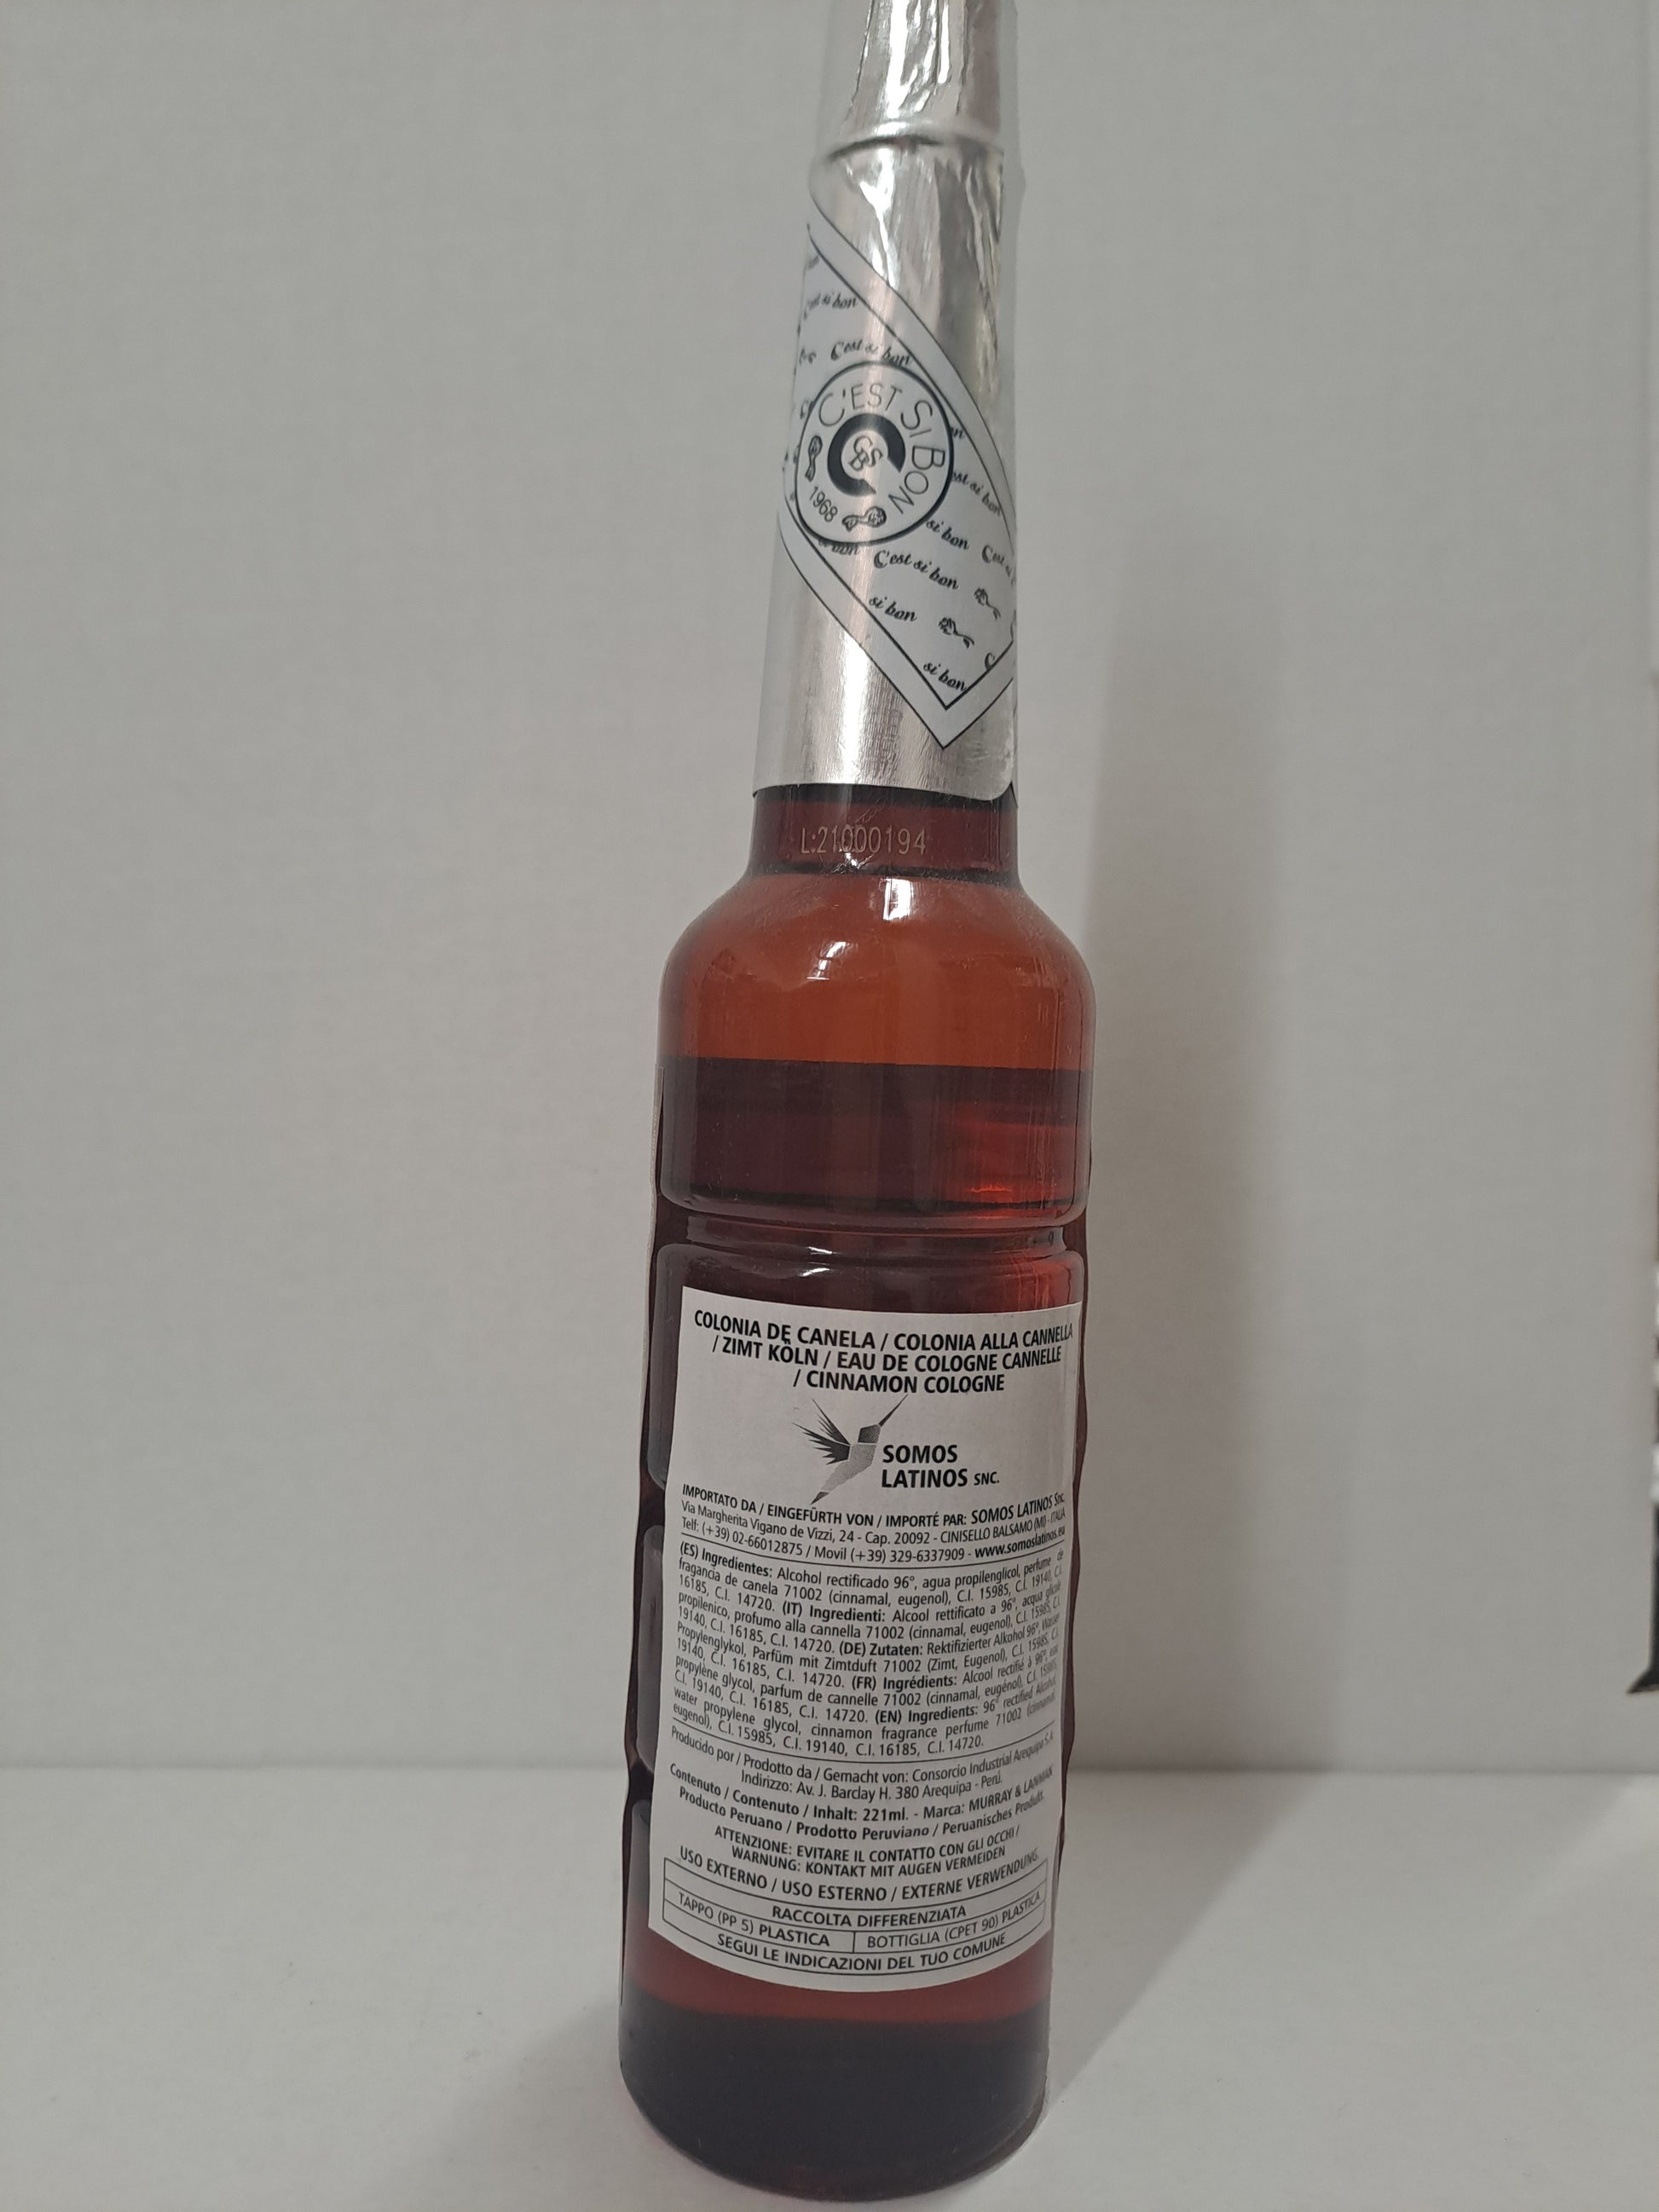 C'est si bon
C'est si bon
C'EST SI BON
CSB
1968
est si bon
si bon
C'est si bon
si bon
si bon
L:21000194
COLONIA DE CANELA / COLONIA ALLA CANNELLA
/ ZIMT KÖLN / EAU DE COLOGNE CANNELLE
/ CINNAMON COLOGNE
SOMOS
LATINOS SNC.
IMPORTATO DA / EINGEFÜRTH VON / IMPORTÉ PAR: SOMOS LATINOS Snc.
Via Margherita Vigano de Vizzi, 24 - Cap. 20092 - CINISELLO BALSAMO (MI) - ITALIA
Telf: (+39) 02-66012875 / Movil (+39) 329-6337909 - www.somoslatinos.eu
(ES) Ingredientes: Alcohol rectificado 96°, agua propilenglicol, perfume de
fragancia de canela 71002 (cinnamal, eugenol), C.I. 15985, C.I. 19140, C.I.
16185, C.I. 14720. (IT) Ingredienti: Alcool rettificato a 96°, acqua glicole
propilenico, profumo alla cannella 71002 (cinnamal, eugenol), C.I. 15985, C.I.
19140, C.I. 16185, C.I. 14720. (DE) Zutaten: Rektifizierter Alkohol 96°, Wasser
Propylenglykol, Parfüm mit Zimtduft 71002 (Zimt, Eugenol), C.I. 15985, C.I.
19140, C.I. 16185, C.I. 14720. (FR) Ingrédients: Alcool rectifié à 96°, eau
propylène glycol, parfum de cannelle 71002 (cinnamal, eugénol), C.I. 15985,
C.I. 19140, C.I. 16185, C.I. 14720. (EN) Ingredients: 96° rectified Alcohol,
water propylene glycol, cinnamon fragrance perfume 71002 (cinnamal,
eugenol), C.I. 15985, C.I. 19140, C.I. 16185, C.I. 14720.
Producido por / Prodotto da / Gemacht von: Consorcio Industrial Arequipa S.A
Indirizzo: Av. J. Barclay H. 380 Arequipa - Perú.
Contenuto / Contenuto / Inhalt: 221ml. - Marca: MURRAY & LANMAN
Producto Peruano / Prodotto Peruviano / Peruanisches Produkt.
ATTENZIONE: EVITARE IL CONTATTO CON GLI OCCHI /
WARNUNG: KONTAKT MIT AUGEN VERMEIDEN
USO EXTERNO / USO ESTERNO / EXTERNE VERWENDUNG
RACCOLTA DIFFERENZIATA
TAPPO (PP 5) PLASTICA BOTTIGLIA (CPET 90) PLASTICA
SEGUI LE INDICAZIONI DEL TUO COMUNE